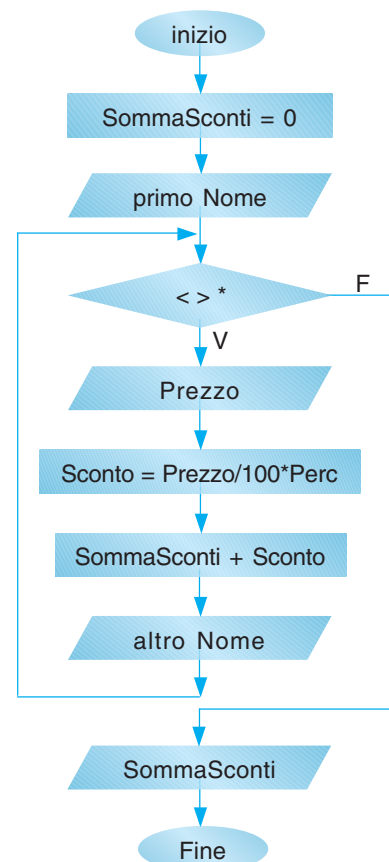 inizio
SommaSconti = 0
primo Nome
< > *
F
V
Prezzo
Sconto = Prezzo/100*Perc
SommaSconti + Sconto
altro Nome
SommaSconti
Fine